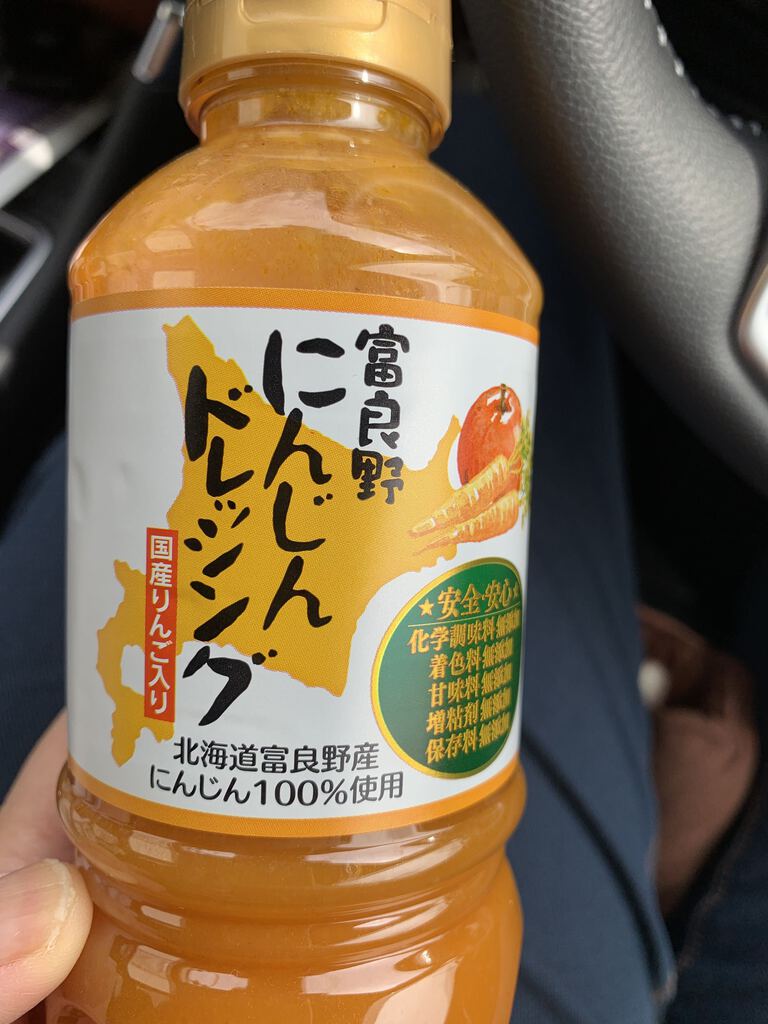 富良野
にんじん
ドレッシング
国産りんご入り
★安全・安心★
化学調味料・無添加
着色料・無添加
甘味料・無添加
増粘剤・無添加
保存料・無添加
北海道富良野産
にんじん100%使用